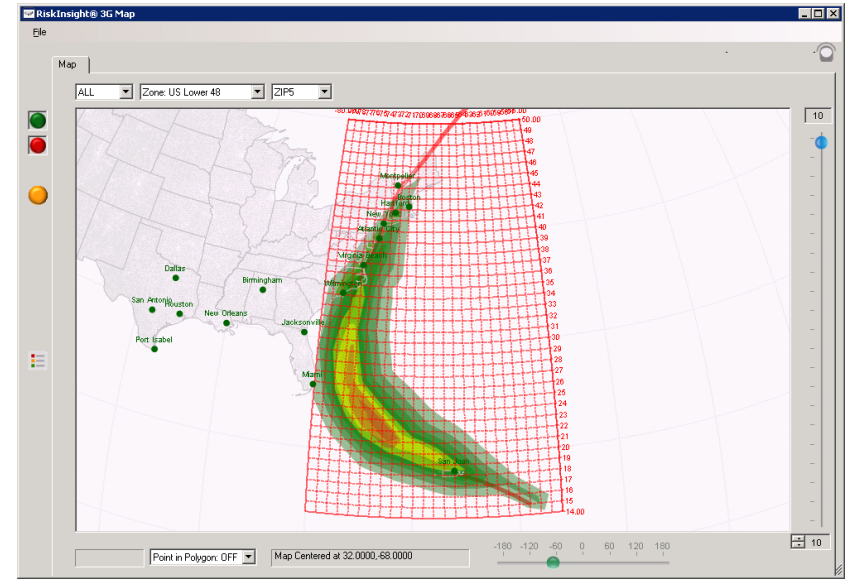 RiskInsight® 3G Map
File
Map
ALL
Zone: US Lower 48
ZIP5
10
50.00
49
48
47
46
45
44
43
42
41
40
39
38
37
36
35
34
33
32
31
30
29
28
27
26
25
24
23
22
21
20
19
18
17
16
15
14.00
Montpelier
Boston
Hartford
New York
Atlantic City
Virginia Beach
Wilmington
Dallas
Birmingham
San Antonio
Houston
New Orleans
Jacksonville
Port Isabel
Miami
San Juan
10
Point in Polygon: OFF
Map Centered at 32.0000,-68.0000
-180 -120 -60 0 60 120 180